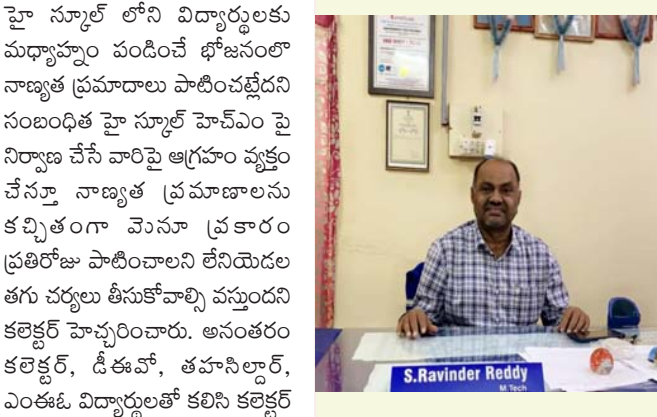 హై స్కూల్ లోని విద్యార్థులకు
మధ్యాహ్నం పండించే భోజనంలొ
నాణ్యత ప్రమాదాలు పాటించట్లేదని
సంబంధిత హై స్కూల్ హెచ్ఎం పై
నిర్వాణ చేసే వారిపై ఆగ్రహం వ్యక్తం
చేస్తూ నాణ్యత ప్రమాణాలను
కచ్చితంగా మెనూ ప్రకారం
ప్రతిరోజు పాటించాలని లేనియెడల
తగు చర్యలు తీసుకోవాల్సి వస్తుందని
కలెక్టర్ హెచ్చరించారు. అనంతరం
కలెక్టర్, డీఈవో, తహసిల్దార్,
ఎంఈఓ విద్యార్థులతో కలిసి కలెక్టర్
S.Ravinder Reddy
M.Tech